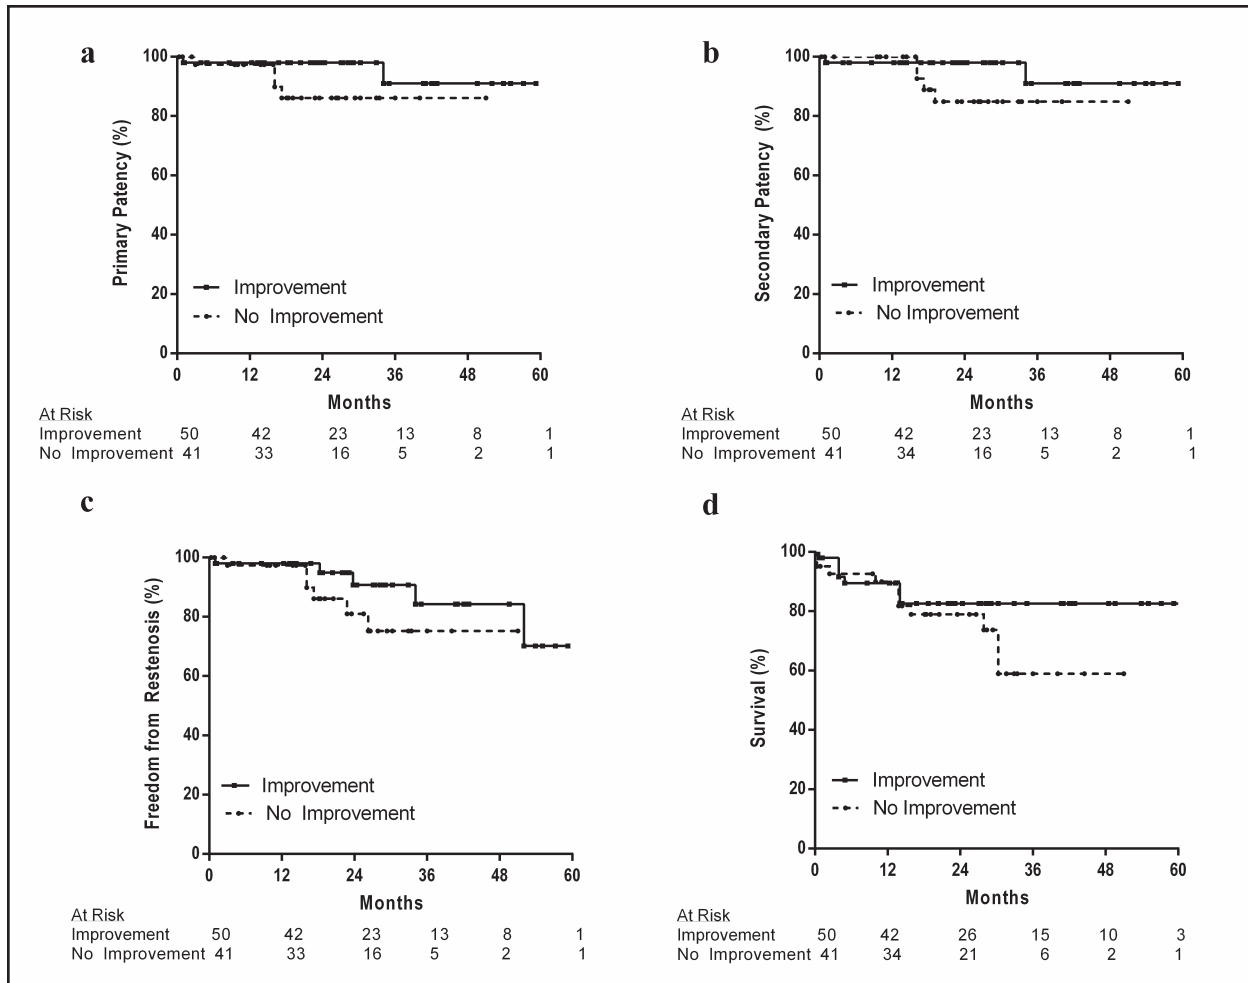 a
100
80
60
40
20
0
Primary Patency (%)
Improvement
No Improvement
0 12 24 36 48 60
Months
At Risk
Improvement 50 42 23 13 8 1
No Improvement 41 33 16 5 2 1
b
100
80
60
40
20
0
Secondary Patency (%)
Improvement
No Improvement
0 12 24 36 48 60
Months
At Risk
Improvement 50 42 23 13 8 1
No Improvement 41 34 16 5 2 1
c
100
80
60
40
20
0
Freedom from Restenosis (%)
Improvement
No Improvement
0 12 24 36 48 60
Months
At Risk
Improvement 50 42 23 13 8 1
No Improvement 41 33 16 5 2 1
d
100
80
60
40
20
0
Survival (%)
Improvement
No Improvement
0 12 24 36 48 60
Months
At Risk
Improvement 50 42 26 15 10 3
No Improvement 41 34 21 6 2 1